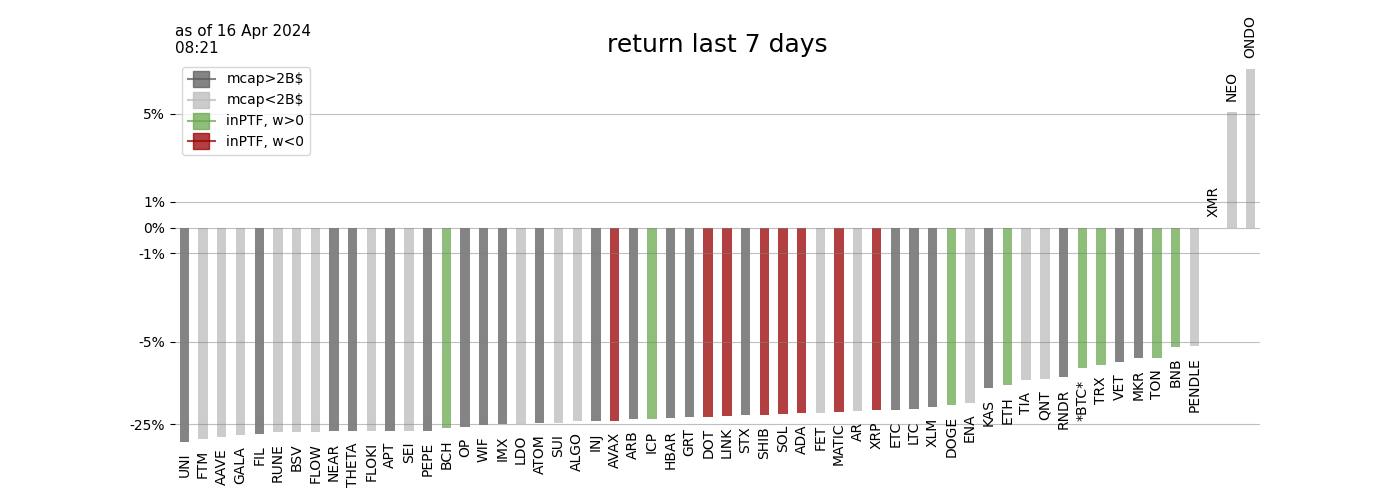 as of 16 Apr 2024
08:21
return last 7 days
mcap>2B$
mcap<2B$
inPTF, w>0
inPTF, w<0
5%
1%
0%
-1%
-5%
-25%
UNI
FTM
AAVE
GALA
FIL
RUNE
BSV
FLOW
NEAR
THETA
FLOKI
APT
SEI
PEPE
BCH
OP
WIF
IMX
LDO
ATOM
SUI
ALGO
INJ
AVAX
ARB
ICP
HBAR
GRT
DOT
LINK
STX
SHIB
SOL
ADA
FET
MATIC
AR
XRP
ETC
LTC
XLM
DOGE
ENA
KAS
ETH
TIA
QNT
RNDR
*BTC*
TRX
VET
MKR
TON
BNB
PENDLE
XMR
NEO
ONDO